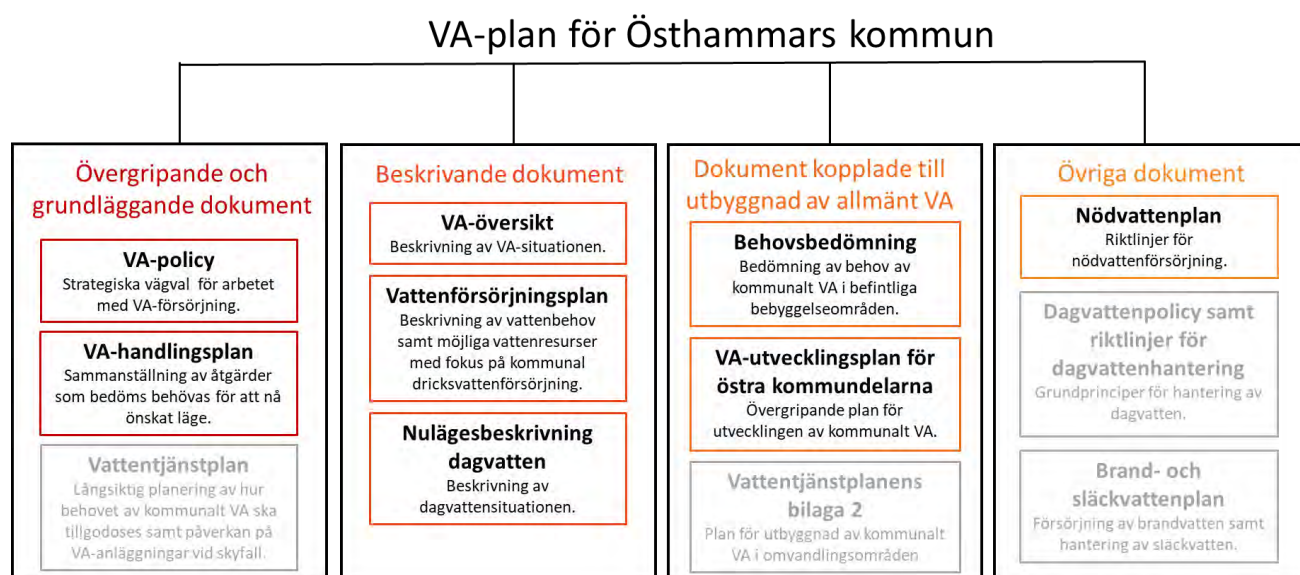 VA-plan för Östhammars kommun
Övergripande och
grundläggande dokument
VA-policy
Strategiska vägval för arbetet
med VA-försörjning.
VA-handlingsplan
Sammanställning av åtgärder
som bedöms behövas för att nå
önskat läge.
Vattentjänstplan
Långsiktig planering av hur
behovet av kommunalt VA ska
tillgodoses samt påverkan på
VA-anläggningar vid skyfall.
Beskrivande dokument
VA-översikt
Beskrivning av VA-situationen.
Vattenförsörjningsplan
Beskrivning av vattenbehov
samt möjliga vattenresurser
med fokus på kommunal
dricksvattenförsörjning.
Nulägesbeskrivning
dagvatten
Beskrivning av
dagvattensituationen.
Dokument kopplade till
utbyggnad av allmänt VA
Behovsbedömning
Bedömning av behov av
kommunalt VA i befintliga
bebyggelseområden.
VA-utvecklingsplan för
östra kommundelarna
Övergripande plan för
utvecklingen av kommunalt VA.
Vattentjänstplanens
bilaga 2
Plan för utbyggnad av kommunalt
VA i omvandlingsområden
Övriga dokument
Nödvattenplan
Riktlinjer för
nödvattenförsörjning.
Dagvattenpolicy samt
riktlinjer för
dagvattenhantering
Grundprinciper för hantering av
dagvatten.
Brand- och
släckvattenplan
Försörjning av brandvatten samt
hantering av släckvatten.